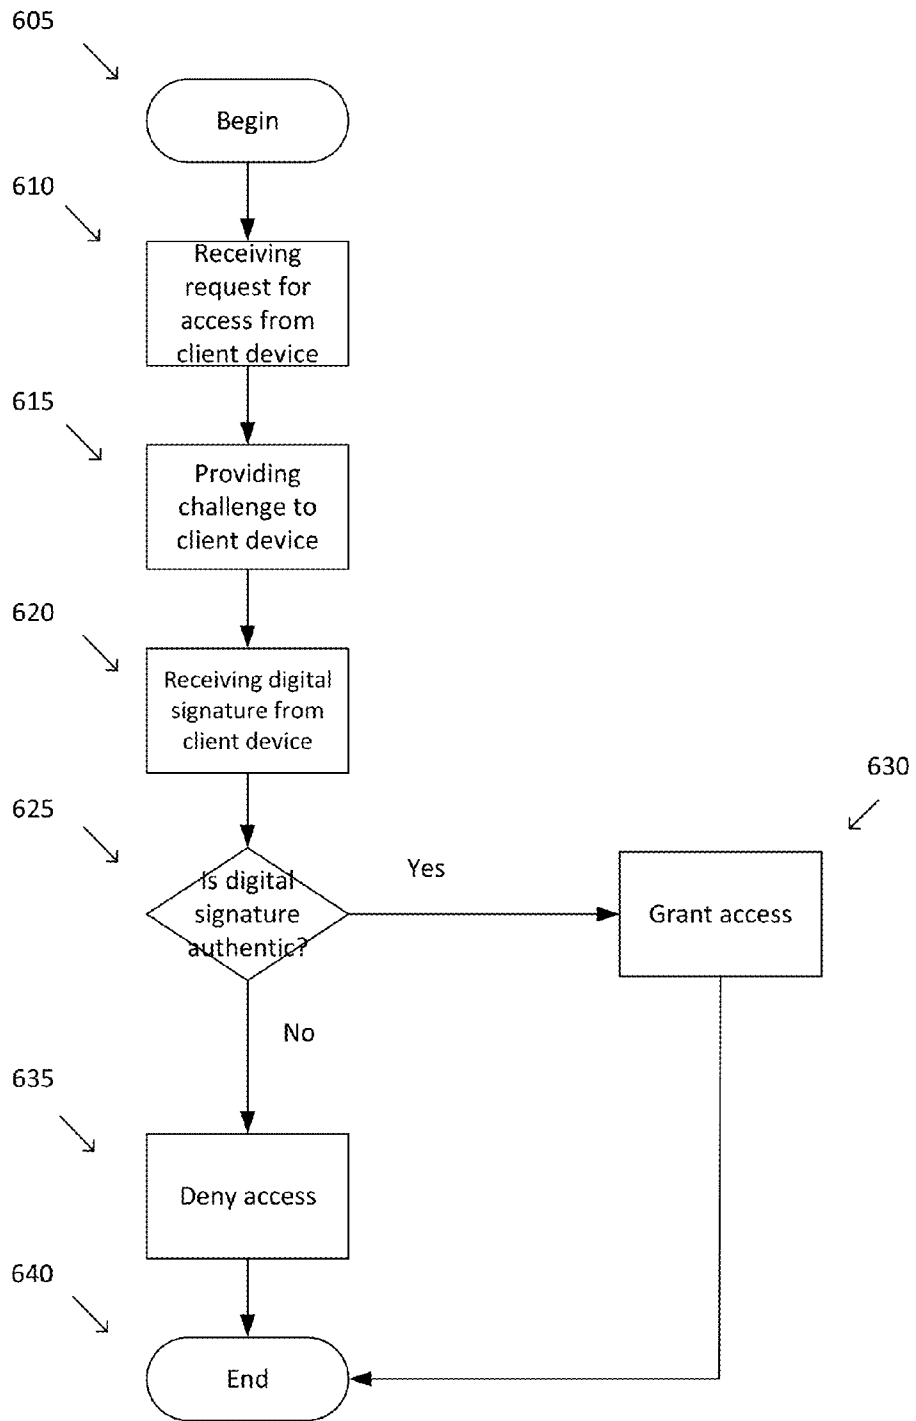 605
Begin
610
Receiving
request for
access from
client device
615
Providing
challenge to
client device
620
Receiving digital
signature from
client device
625
Is digital
signature
authentic?
Yes
630
Grant access
No
635
Deny access
640
End